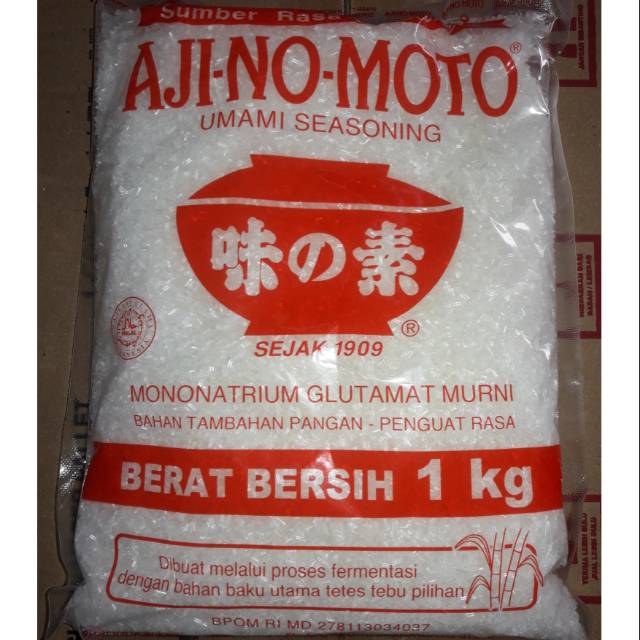 Sumber Rasa
AJI-NO-MOTO®
UMAMI SEASONING
味の素
®
SEJAK 1909
HALAL
INDONESIA
MONONATRIUM GLUTAMAT MURNI
BAHAN TAMBAHAN PANGAN - PENGUAT RASA
BERAT BERSIH 1 kg
Dibuat melalui proses fermentasi
dengan bahan baku utama tetes tebu pilihan
BPOM RI MD 278113034037